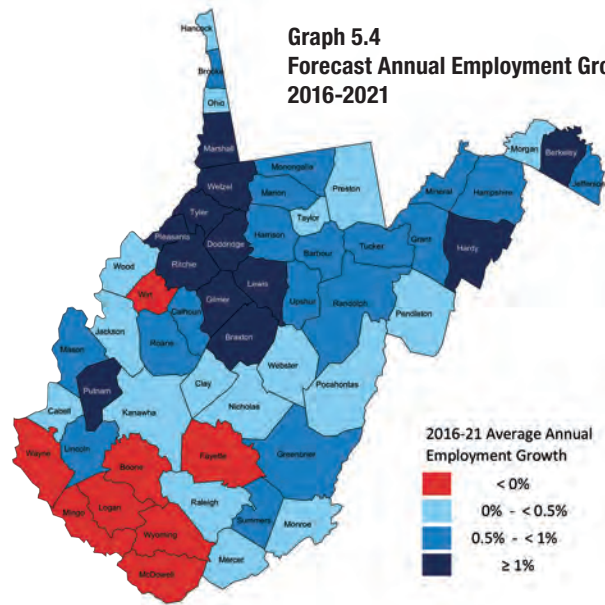 Graph 5.4
Forecast Annual Employment Gro
2016-2021
Hancock
Brooke
Ohio
Marshall
Wetzel
Monongalia
Marion
Preston
Morgan
Berkeley
Jefferson
Mineral
Hampshire
Tyler
Pleasants
Doddridge
Harrison
Taylor
Barbour
Tucker
Grant
Hardy
Wood
Ritchie
Wirt
Lewis
Gilmer
Calhoun
Upshur
Randolph
Pendleton
Jackson
Roane
Braxton
Mason
Webster
Pocahontas
Putnam
Clay
Cabell
Kanawha
Nicholas
Wayne
Lincoln
Boone
Fayette
Greenbrier
Mingo
Logan
Raleigh
Summers
Monroe
Wyoming
McDowell
Mercer
2016-21 Average Annual
Employment Growth
< 0%
0% - < 0.5%
0.5% - < 1%
≥ 1%